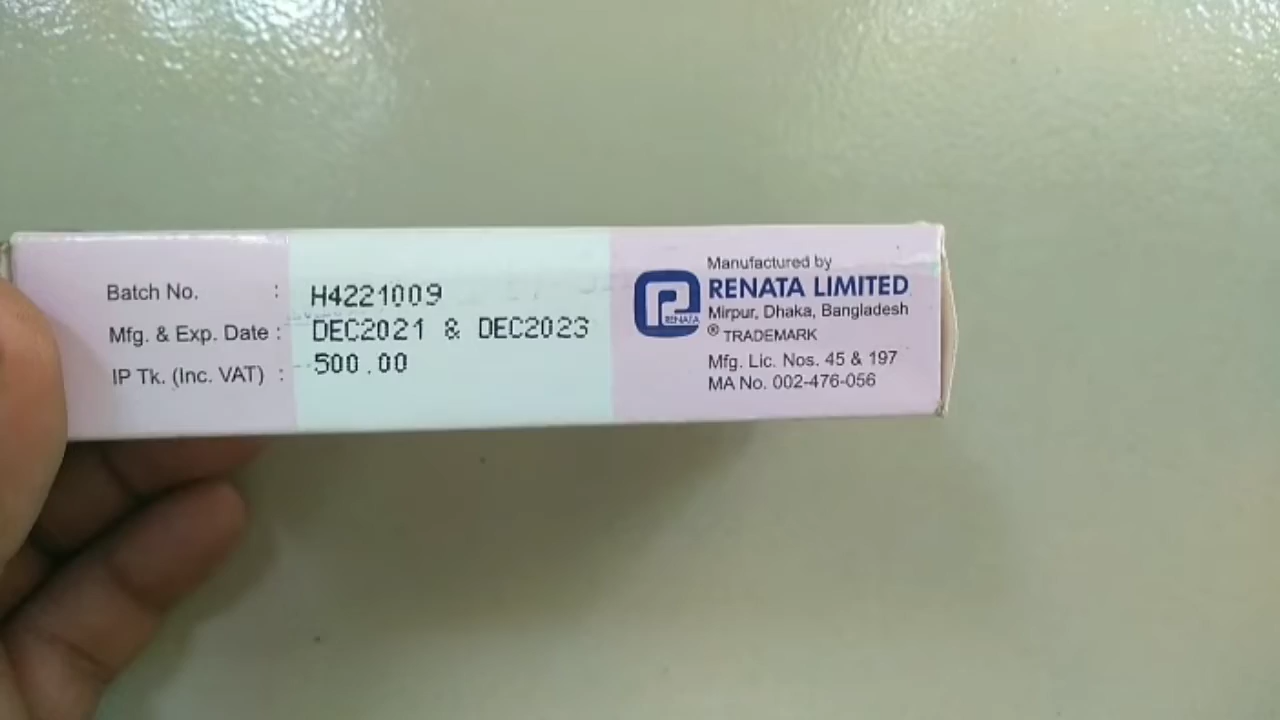 Batch No. : H4221009
Mfg. & Exp. Date : DEC2021 & DEC2023
IP Tk. (Inc. VAT) : 500.00
RENATA
Manufactured by
RENATA LIMITED
Mirpur, Dhaka, Bangladesh
® TRADEMARK
Mfg. Lic. Nos. 45 & 197
MA No. 002-476-056